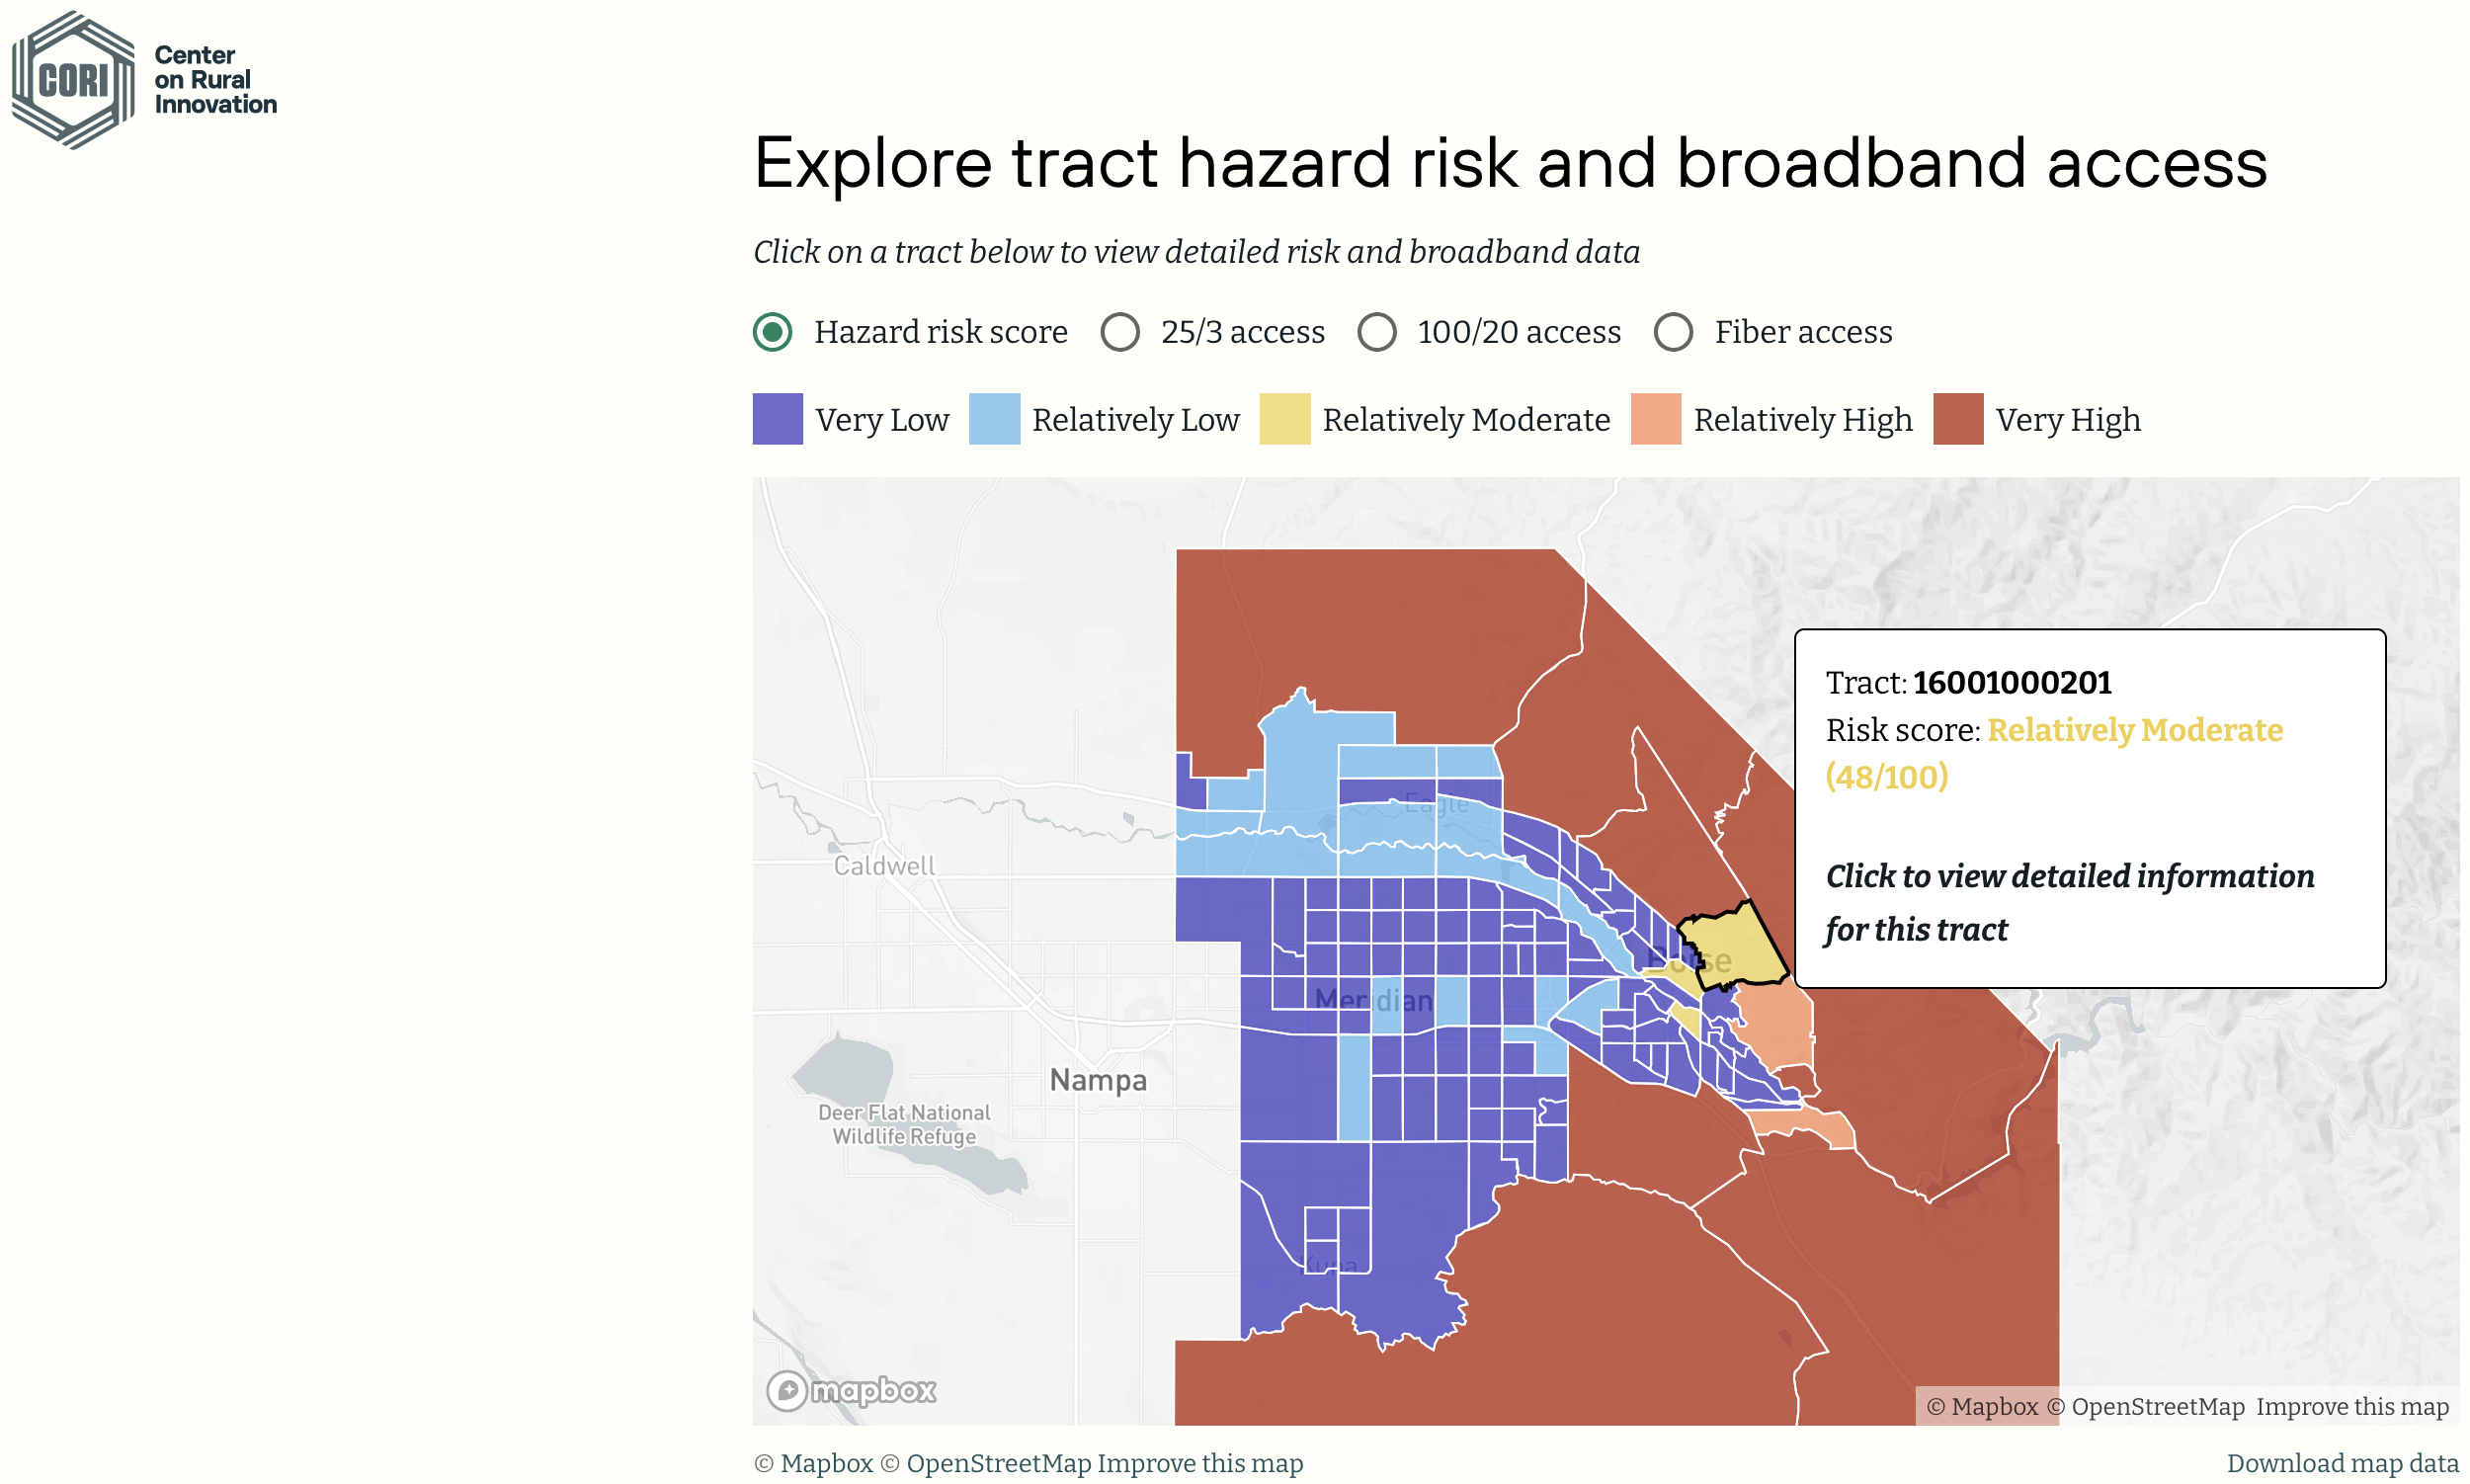 CORI
Center
on Rural
Innovation
Explore tract hazard risk and broadband access
Click on a tract below to view detailed risk and broadband data
Hazard risk score 25/3 access 100/20 access Fiber access
Very Low Relatively Low Relatively Moderate Relatively High Very High
Tract: 16001000201
Risk score: Relatively Moderate
(48/100)
Click to view detailed information
for this tract
Eagle
Caldwell
Boise
Meridian
Nampa
Deer Flat National
Wildlife Refuge
Kuna
mapbox
© Mapbox © OpenStreetMap Improve this map
© Mapbox © OpenStreetMap Improve this map
Download map data